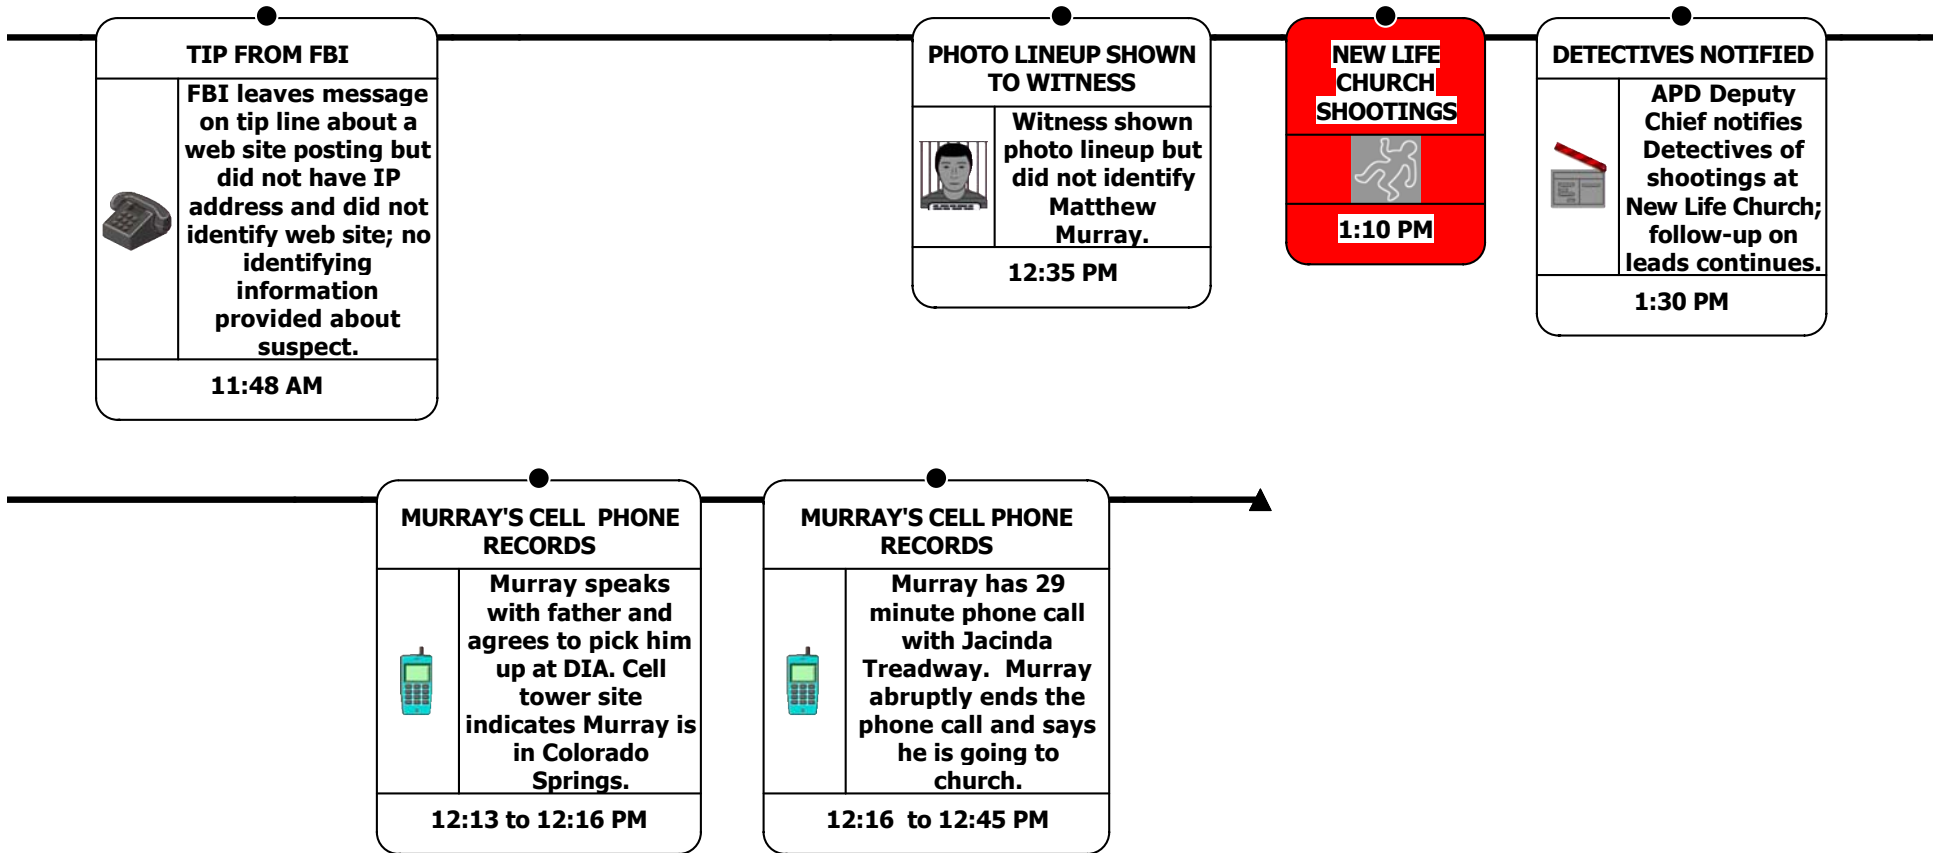 TIP FROM FBI
FBI leaves message
on tip line about a
web site posting but
did not have IP
address and did not
identify web site; no
identifying
information
provided about
suspect.
11:48 AM
PHOTO LINEUP SHOWN
TO WITNESS
Witness shown
photo lineup but
did not identify
Matthew
Murray.
12:35 PM
NEW LIFE
CHURCH
SHOOTINGS
1:10 PM
DETECTIVES NOTIFIED
APD Deputy
Chief notifies
Detectives of
shootings at
New Life Church;
follow-up on
leads continues.
1:30 PM
MURRAY'S CELL  PHONE
RECORDS
Murray speaks
with father and
agrees to pick him
up at DIA. Cell
tower site
indicates Murray is
in Colorado
Springs.
12:13 to 12:16 PM
MURRAY'S CELL PHONE
RECORDS
Murray has 29
minute phone call
with Jacinda
Treadway.  Murray
abruptly ends the
phone call and says
he is going to
church.
12:16  to 12:45 PM